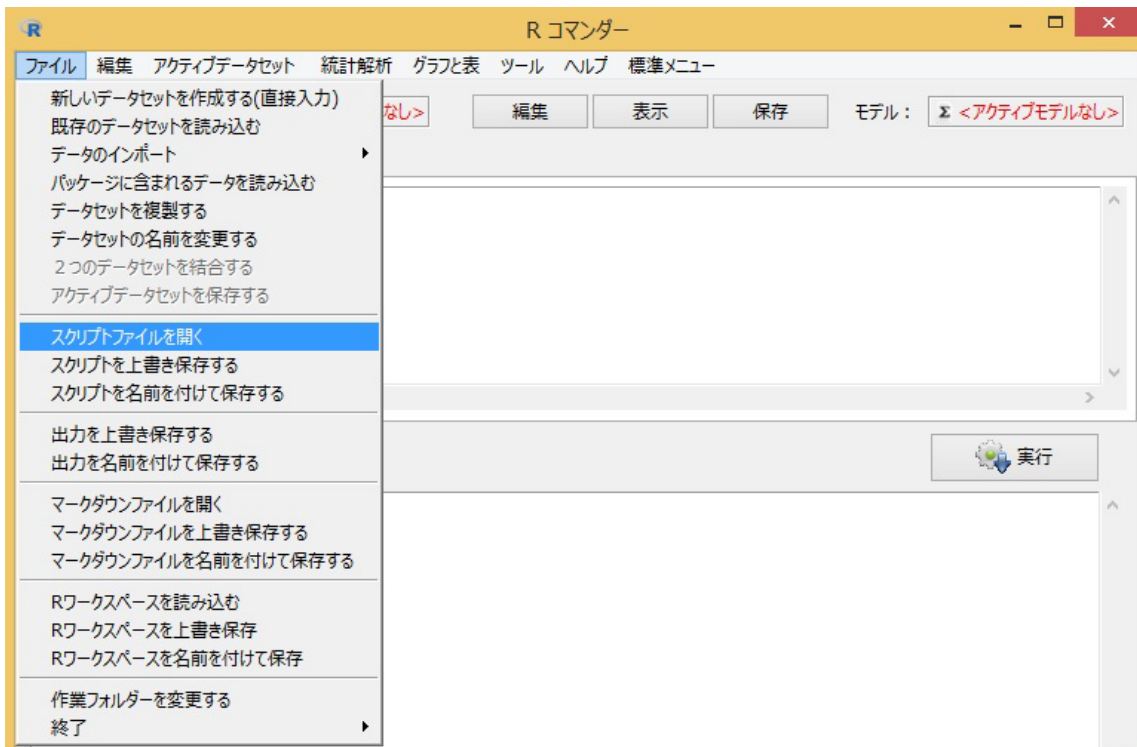 R コマンダー
ファイル 編集 アクティブデータセット 統計解析 グラフと表 ツール ヘルプ 標準メニュー
新しいデータセットを作成する(直接入力)
なし> 編集 表示 保存 モデル： Σ <アクティブモデルなし>
既存のデータセットを読み込む
データのインポート
パッケージに含まれるデータを読み込む
データセットを複製する
データセットの名前を変更する
２つのデータセットを結合する
アクティブデータセットを保存する
スクリプトファイルを開く
スクリプトを上書き保存する
スクリプトを名前を付けて保存する
出力を上書き保存する
出力を名前を付けて保存する
実行
マークダウンファイルを開く
マークダウンファイルを上書き保存する
マークダウンファイルを名前を付けて保存する
Rワークスペースを読み込む
Rワークスペースを上書き保存
Rワークスペースを名前を付けて保存
作業フォルダーを変更する
終了